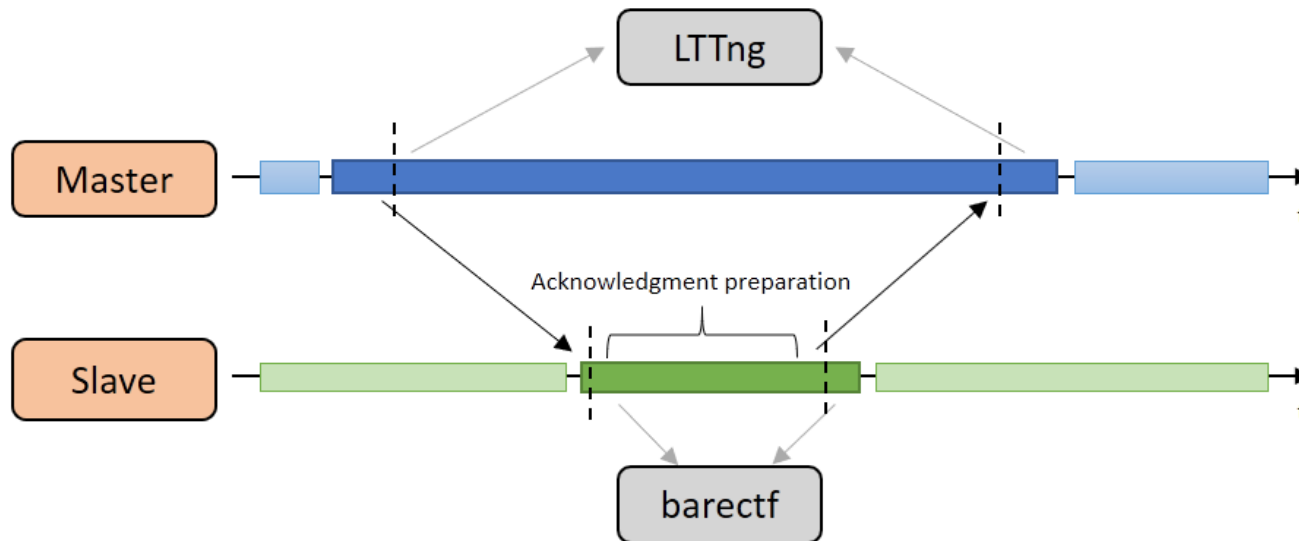 LTTng
Master
Acknowledgment preparation
Slave
barectf